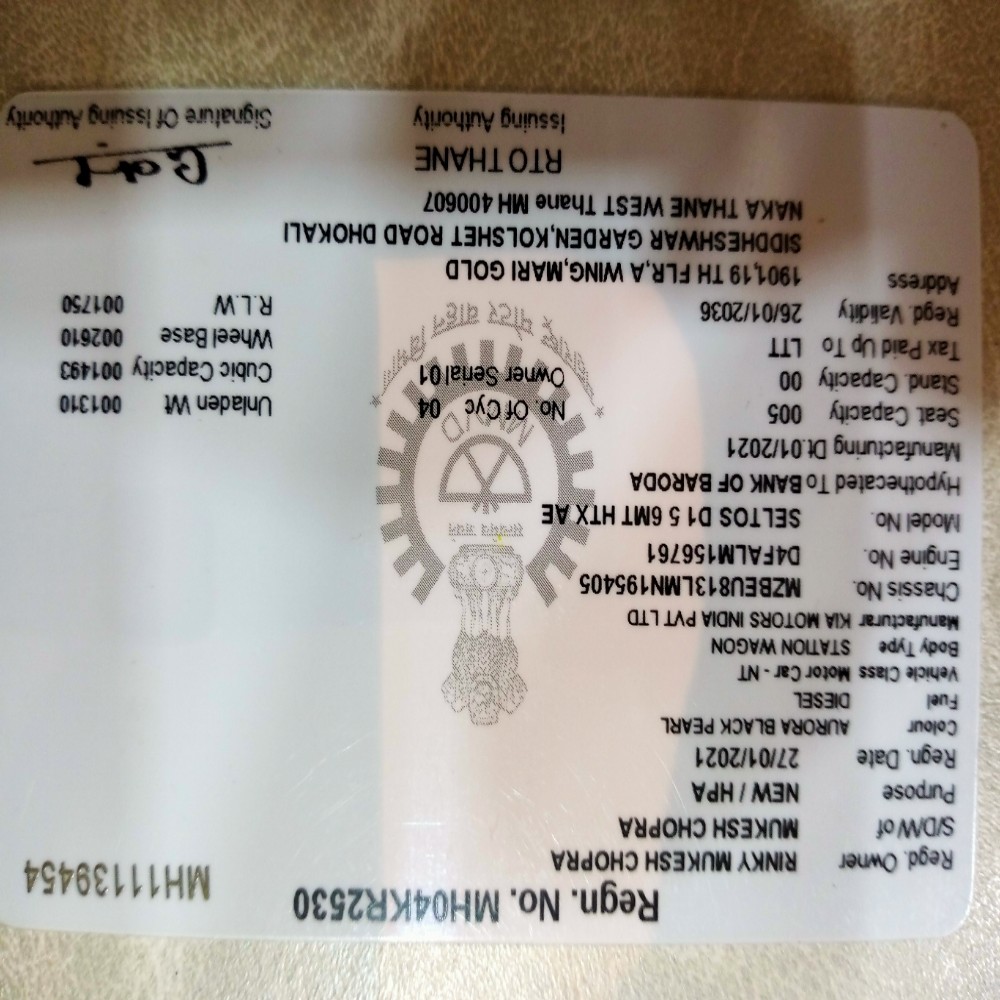 Regn. No. MH04KR2530
MH11139454
Regd. Owner RINKY MUKESH CHOPRA
S/D/W of MUKESH CHOPRA
Purpose NEW / HPA
Regn. Date 27/01/2021
Colour AURORA BLACK PEARL
Fuel DIESEL
Vehicle Class Motor Car - NT
Body Type STATION WAGON
Manufacturar KIA MOTORS INDIA PVT LTD
Chassis No. MZBEU813LMN195405
Engine No. D4FALM156761
Model No. SELTOS D1 5 6MT HTX AE
Hypothecated To BANK OF BARODA
Manufacturing Dt. 01/2021
Seat. Capacity 005 No. Of Cyc 04 Unladen Wt 001310
Stand. Capacity 00 Owner Serial 01 Cubic Capacity 001493
Tax Paid Up To LTT Wheel Base 002610
Regd. Validity 26/01/2036 R.L.W 001750
Address 1901,19 TH FLR,A WING,MARI GOLD
SIDDHESHWAR GARDEN,KOLSHET ROAD DHOKALI
NAKA THANE WEST Thane MH 400607
RTO THANE
Issuing Authority Signature Of Issuing Authority
सत्यमेव जयते